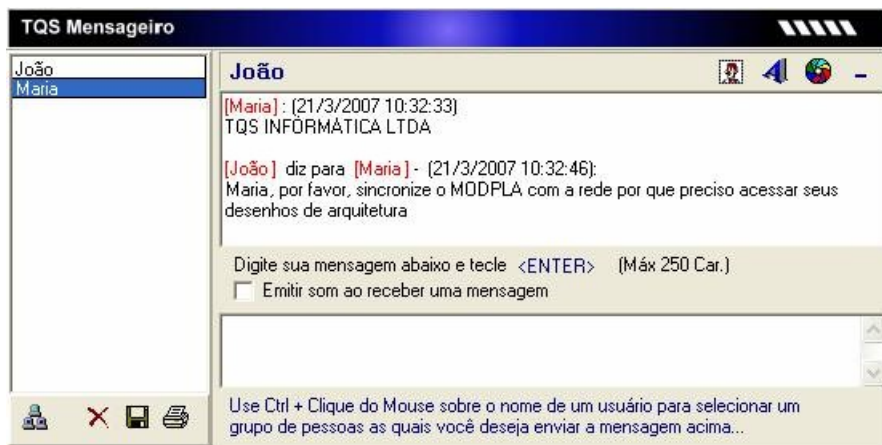 TQS Mensageiro
João
Maria
João
[Maria] : (21/3/2007 10:32:33)
TQS INFORMÁTICA LTDA
[João] diz para [Maria] - (21/3/2007 10:32:46):
Maria, por favor, sincronize o MODPLA com a rede por que preciso acessar seus
desenhos de arquitetura
Digite sua mensagem abaixo e tecle <ENTER> (Máx 250 Car.)
Emitir som ao receber uma mensagem
Use Ctrl + Clique do Mouse sobre o nome de um usuário para selecionar um
grupo de pessoas as quais você deseja enviar a mensagem acima...